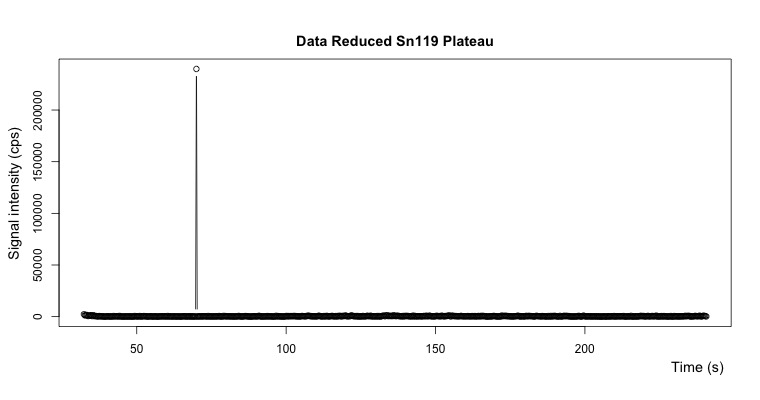 Data Reduced Sn119 Plateau
Signal intensity (cps)
200000
150000
100000
50000
0
50 100 150 200
Time (s)